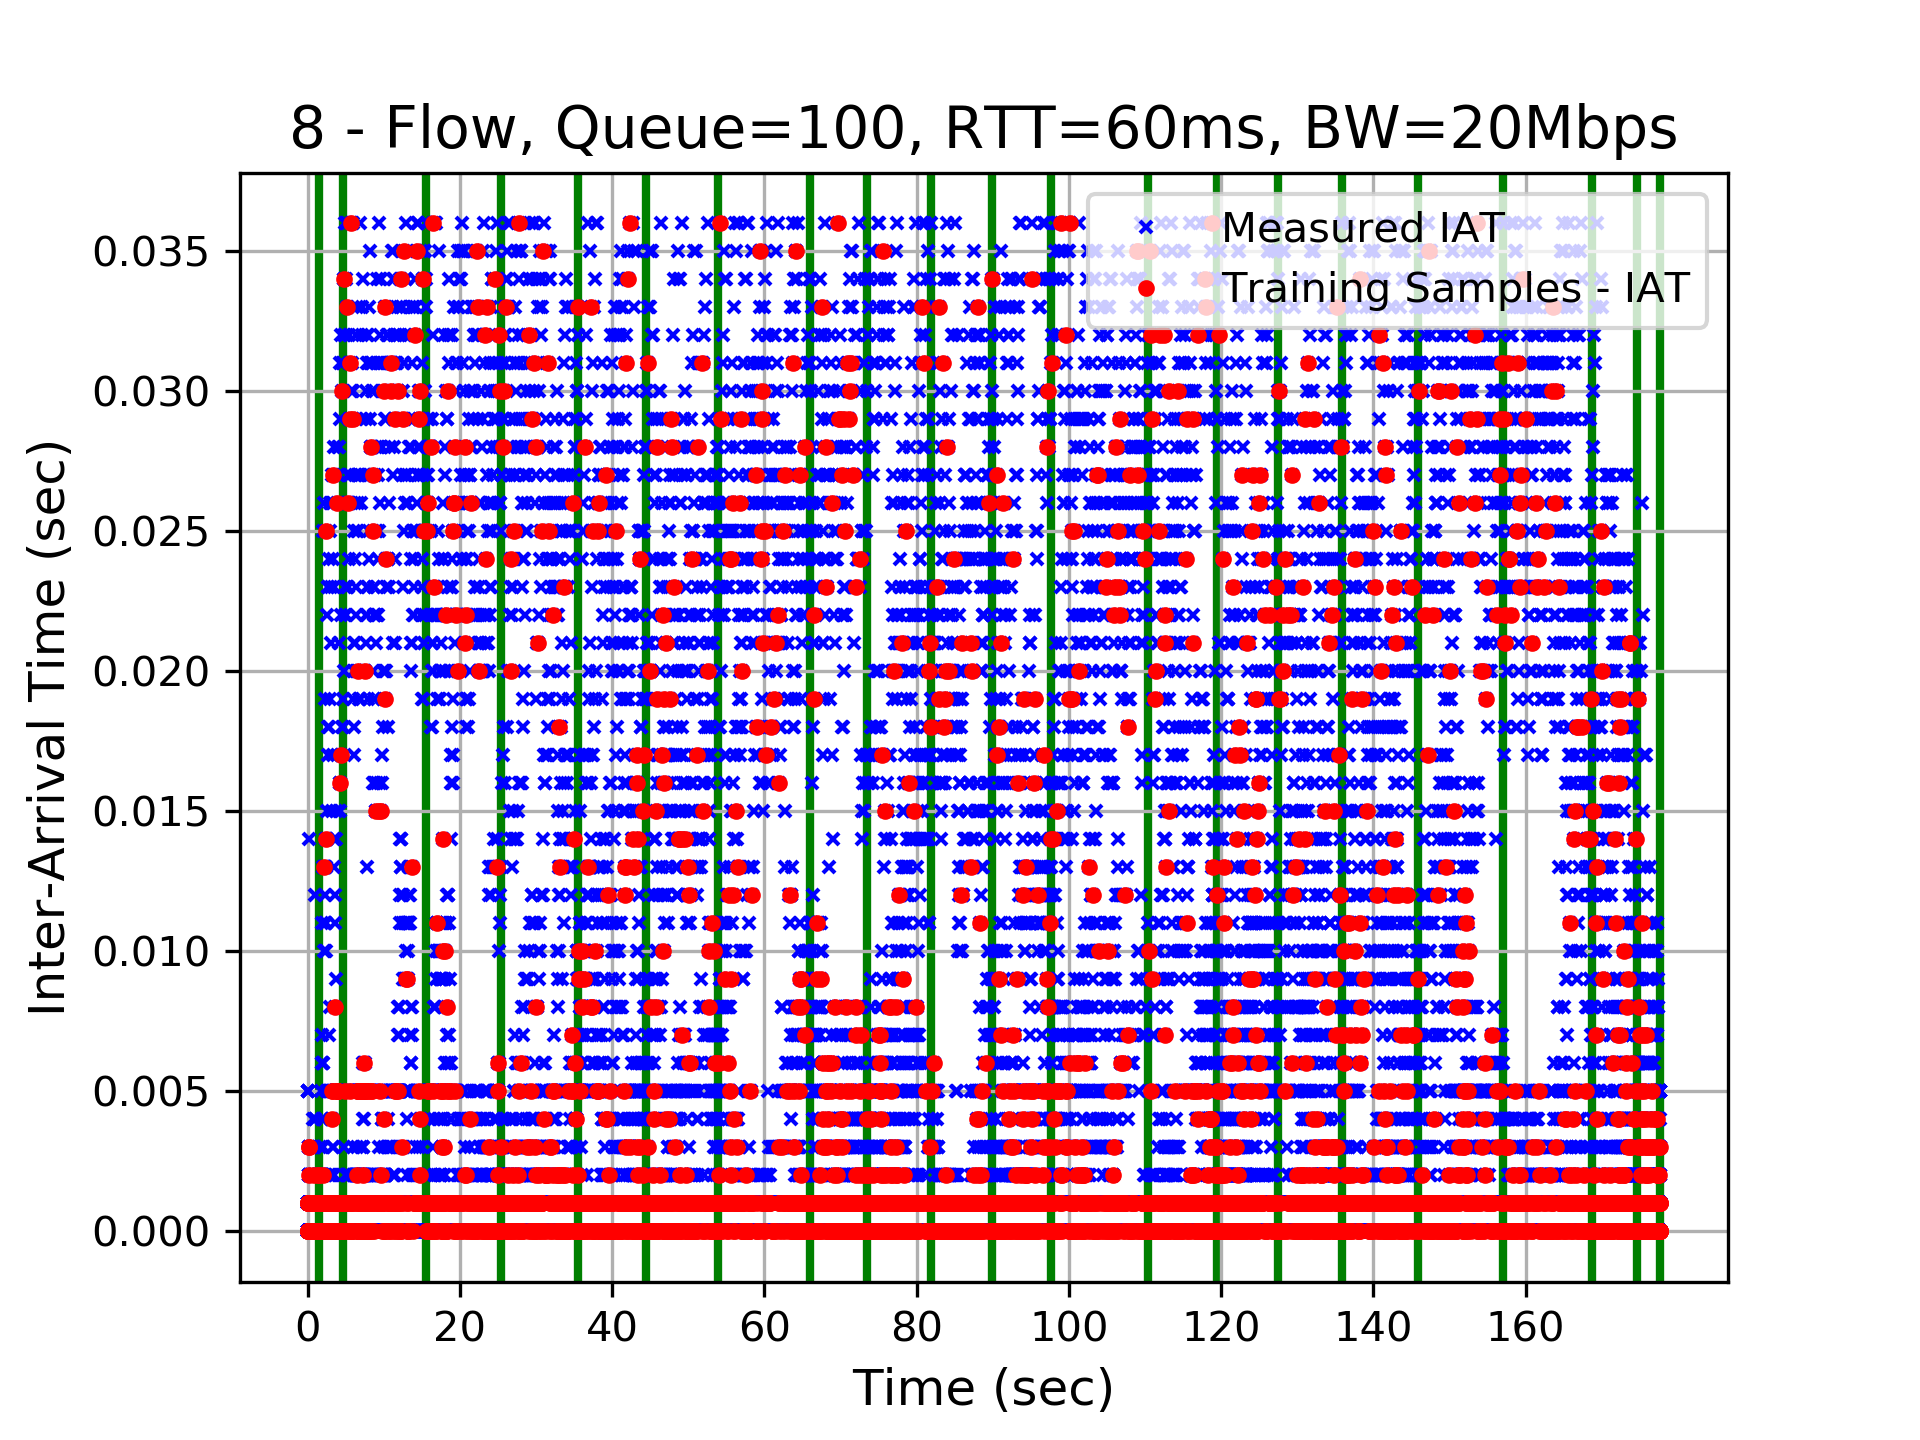 8 - Flow, Queue=100, RTT=60ms, BW=20Mbps
Measured IAT
Training Samples - IAT
Inter-Arrival Time (sec)
0.035
0.030
0.025
0.020
0.015
0.010
0.005
0.000
0 20 40 60 80 100 120 140 160
Time (sec)